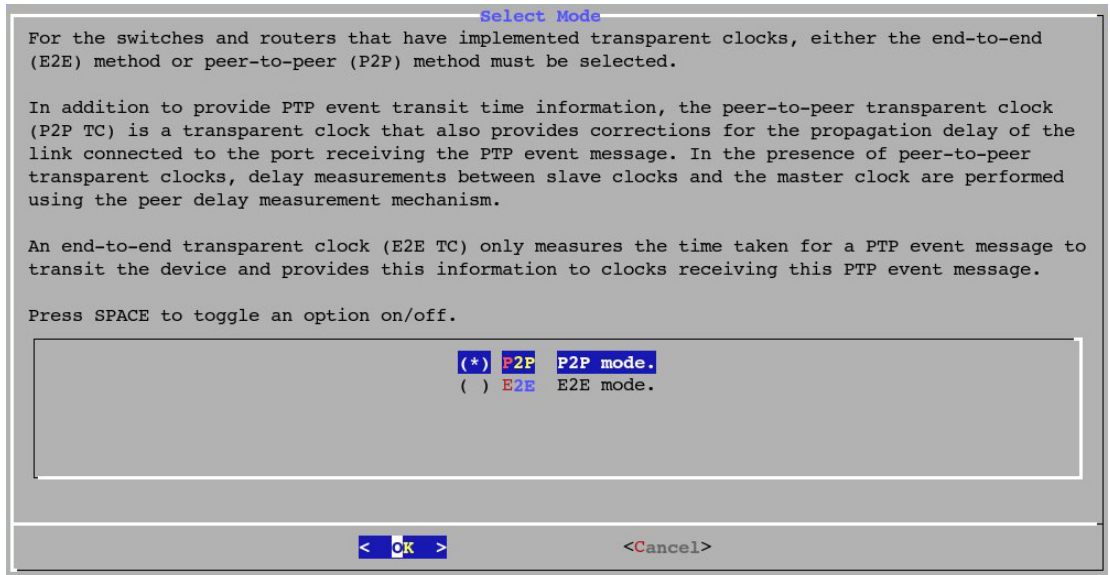 Select Mode
For the switches and routers that have implemented transparent clocks, either the end-to-end
(E2E) method or peer-to-peer (P2P) method must be selected.
In addition to provide PTP event transit time information, the peer-to-peer transparent clock
(P2P TC) is a transparent clock that also provides corrections for the propagation delay of the
link connected to the port receiving the PTP event message. In the presence of peer-to-peer
transparent clocks, delay measurements between slave clocks and the master clock are performed
using the peer delay measurement mechanism.
An end-to-end transparent clock (E2E TC) only measures the time taken for a PTP event message to
transit the device and provides this information to clocks receiving this PTP event message.
Press SPACE to toggle an option on/off.
(*) P2P P2P mode.
( ) E2E E2E mode.
< OK > <Cancel>